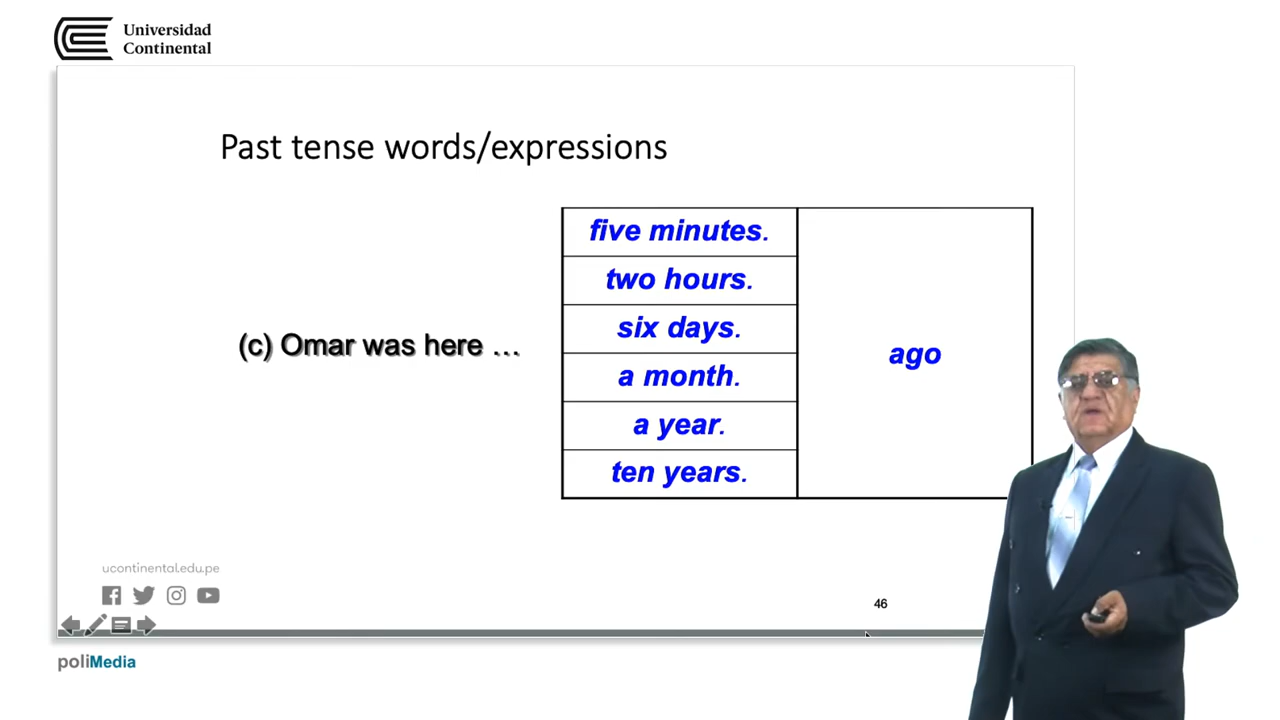 Universidad
Continental
Past tense words/expressions
five minutes.
two hours.
six days.
(c) Omar was here …
ago
a month.
a year.
ten years.
ucontinental.edu.pe
46
poliMedia